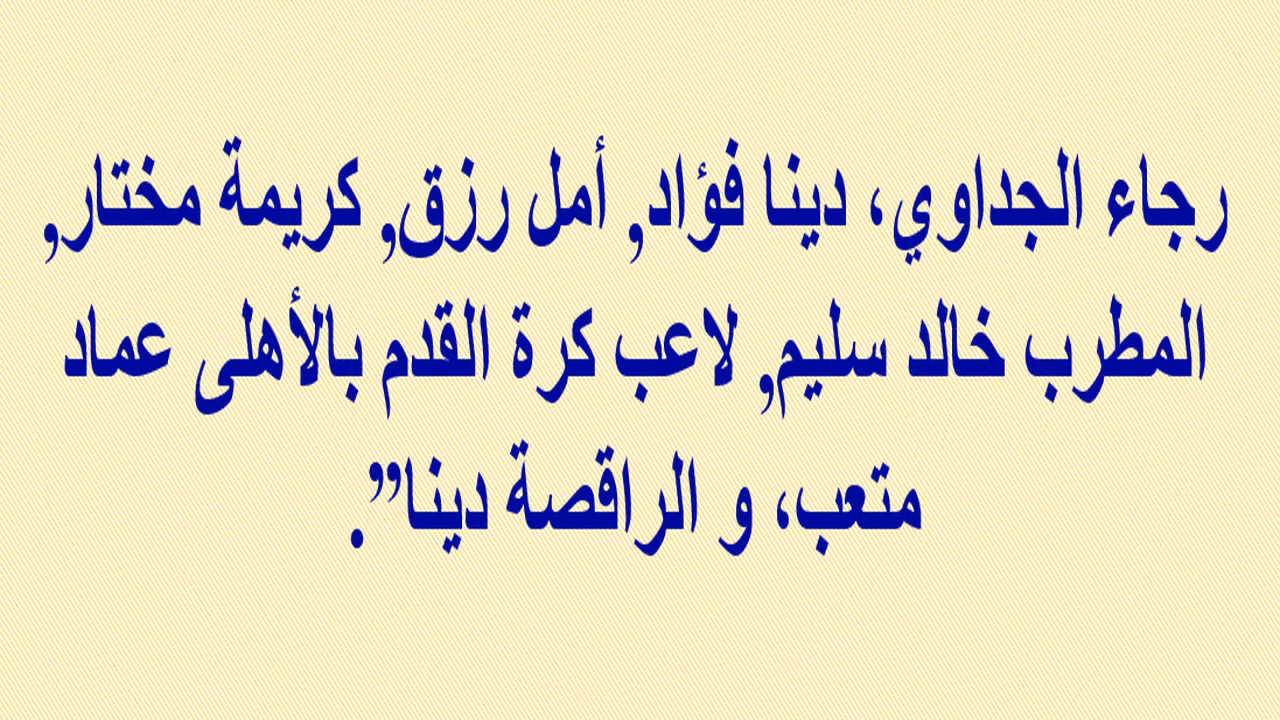 رجاء الجداوي، دينا فؤاد, أمل رزق, كريمة مختار,
المطرب خالد سليم, لاعب كرة القدم بالأهلى عماد
متعب، و الراقصة دينا”.